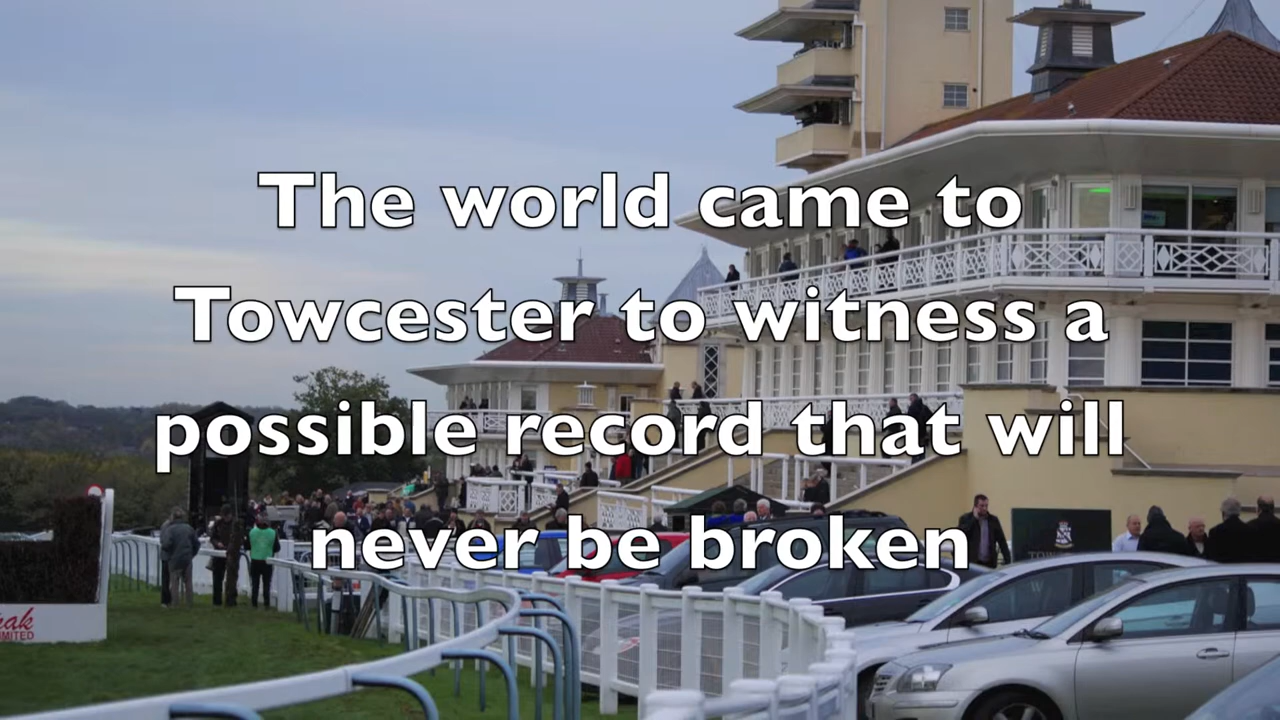 The world came to
Towcester to witness a
possible record that will
never be broken